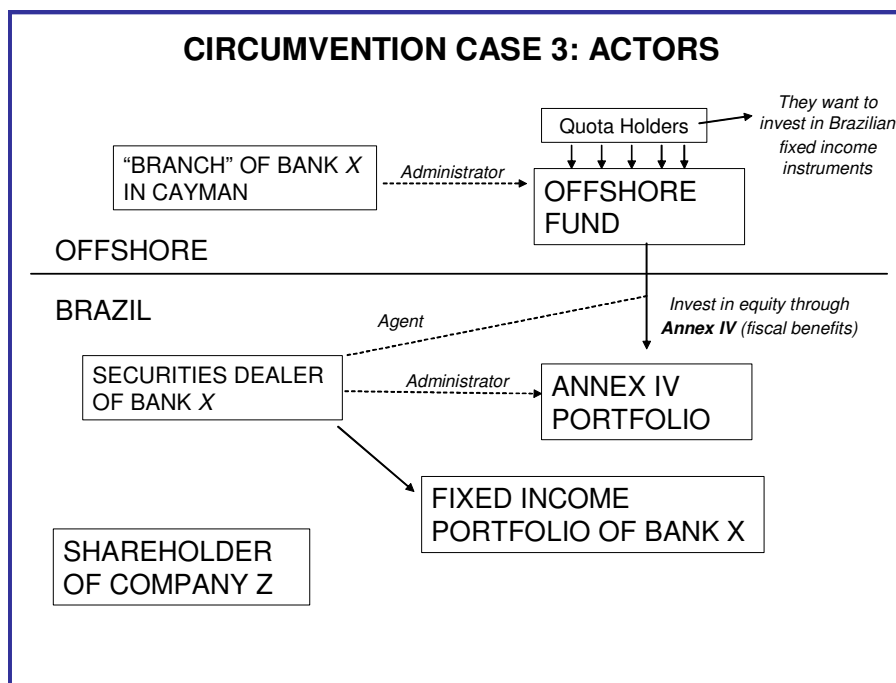 CIRCUMVENTION CASE 3: ACTORS
They want to
invest in Brazilian
fixed income
instruments
Quota Holders
“BRANCH” OF BANK X
IN CAYMAN
Administrator
OFFSHORE
FUND
OFFSHORE
BRAZIL
Invest in equity through
Annex IV (fiscal benefits)
Agent
SECURITIES DEALER
OF BANK X
Administrator
ANNEX IV
PORTFOLIO
FIXED INCOME
PORTFOLIO OF BANK X
SHAREHOLDER
OF COMPANY Z